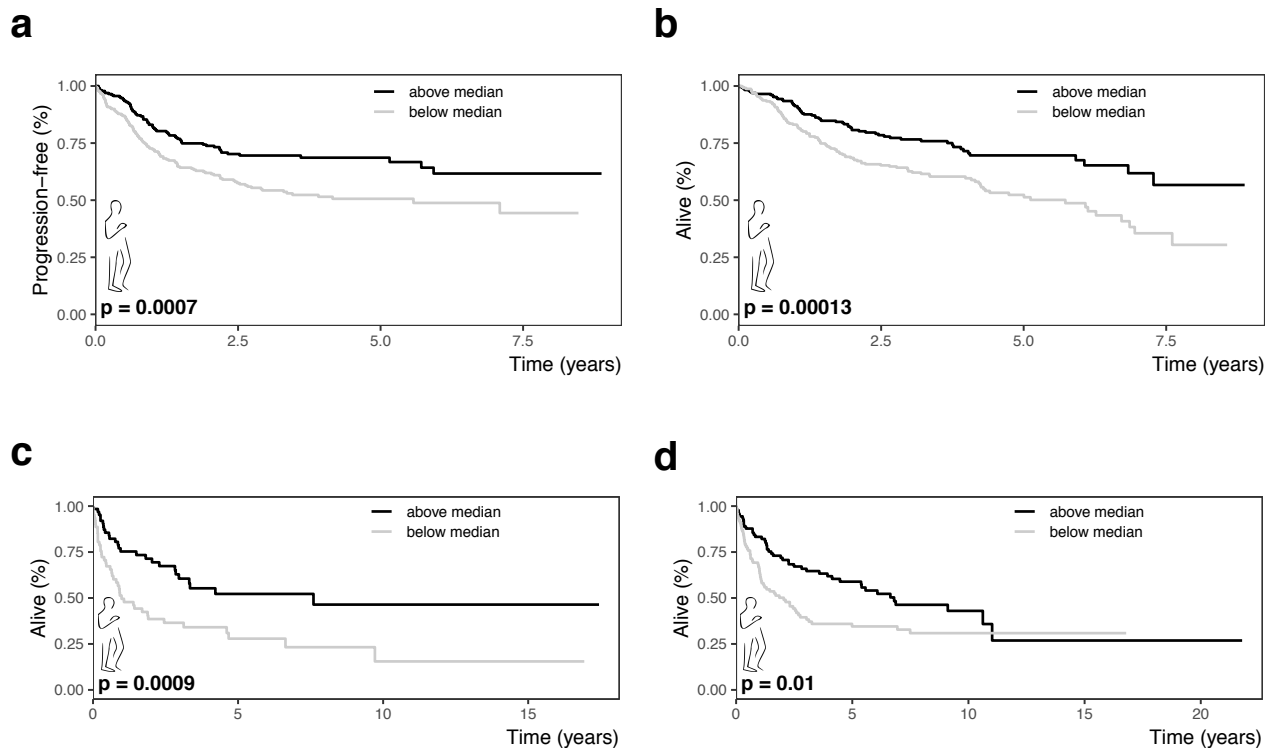 a
1.00
0.75
0.50
0.25
0.00
Progression−free (%)
above median
below median
p = 0.0007
0.0 2.5 5.0 7.5
Time (years)
b
1.00
0.75
0.50
0.25
0.00
Alive (%)
above median
below median
p = 0.00013
0.0 2.5 5.0 7.5
Time (years)
c
1.00
0.75
0.50
0.25
0.00
Alive (%)
above median
below median
p = 0.0009
0 5 10 15
Time (years)
d
1.00
0.75
0.50
0.25
0.00
Alive (%)
above median
below median
p = 0.01
0 5 10 15 20
Time (years)